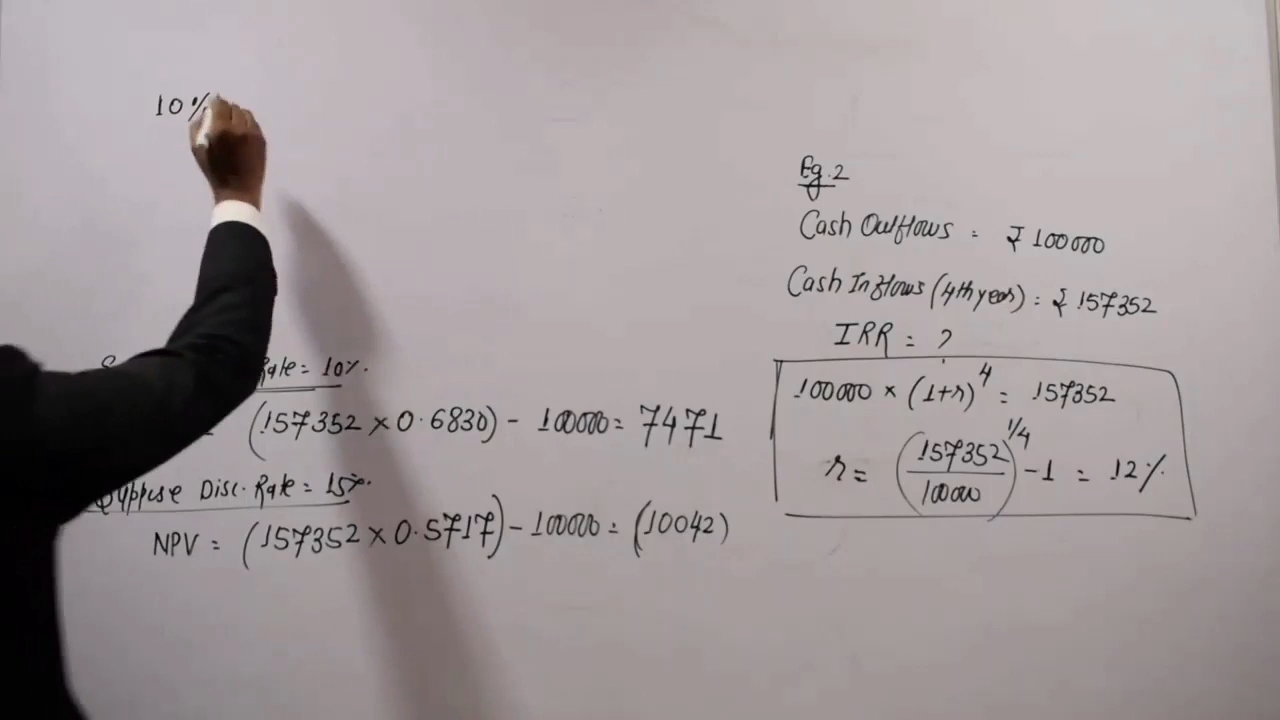 10%
Rate = 10%.
(157352 × 0.6830) - 100000 = 7471
Suppose Disc. Rate = 15%.
NPV = (157352 × 0.5717) - 100000 = (10042)
Eg.2
Cash Outflows = ₹ 100000
Cash Inflows (4th year) = ₹ 157352
IRR = ?
100000 × (1+r)^4 = 157352
r = (157352/100000)^1/4 - 1 = 12%